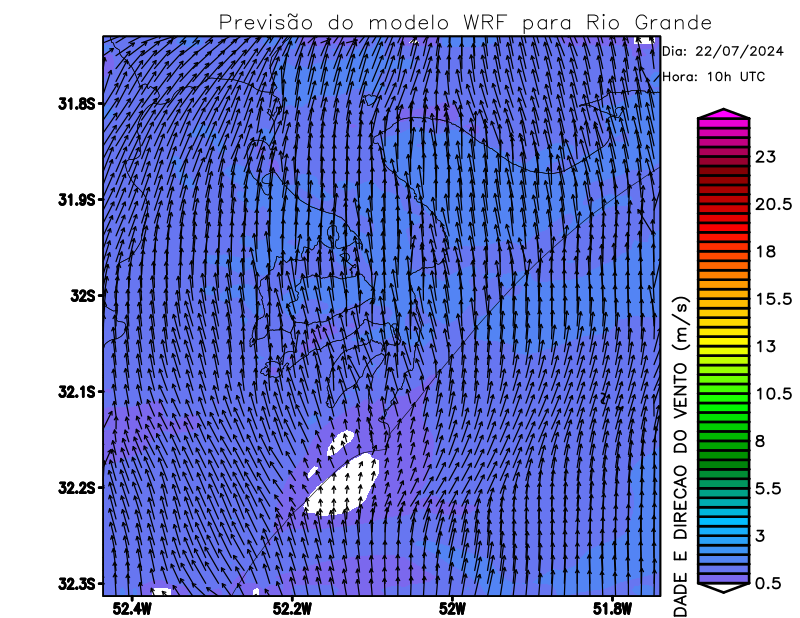 Previsão do modelo WRF para Rio Grande
Dia: 22/07/2024
Hora: 10h UTC
31.8S
31.9S
32S
32.1S
32.2S
32.3S
52.4W
52.2W
52W
51.8W
23
20.5
18
15.5
13
10.5
8
5.5
3
0.5
DADE E DIRECAO DO VENTO (m/s)